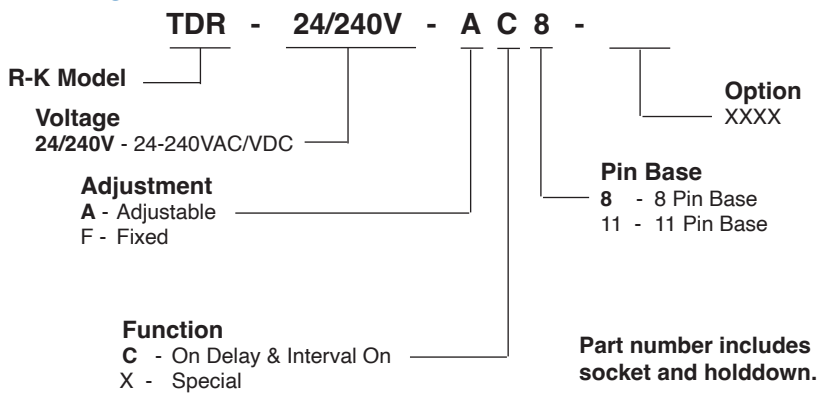 TDR - 24/240V - A C 8 -
R-K Model
Option
XXXX
Voltage
24/240V - 24-240VAC/VDC
Pin Base
8 - 8 Pin Base
11 - 11 Pin Base
Adjustment
A - Adjustable
F - Fixed
Function
C - On Delay & Interval On
X - Special
Part number includes
socket and holddown.